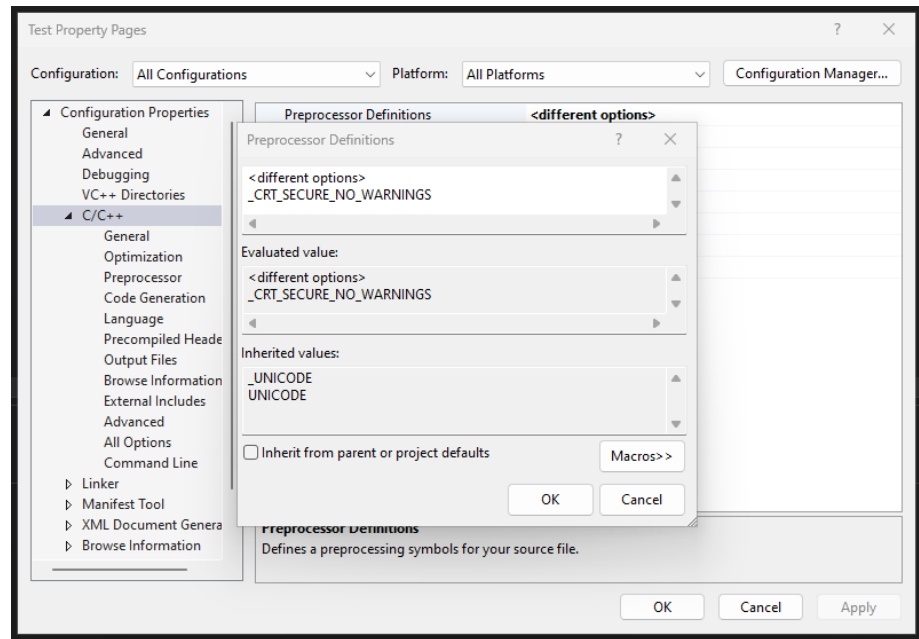 Test Property Pages
Configuration: All Configurations Platform: All Platforms Configuration Manager...
Configuration Properties
General
Advanced
Debugging
VC++ Directories
C/C++
General
Optimization
Preprocessor
Code Generation
Language
Precompiled Heade
Output Files
Browse Information
External Includes
Advanced
All Options
Command Line
Linker
Manifest Tool
XML Document Genera
Browse Information
Preprocessor Definitions <different options>
Preprocessor Definitions
<different options>
_CRT_SECURE_NO_WARNINGS
Evaluated value:
<different options>
_CRT_SECURE_NO_WARNINGS
Inherited values:
_UNICODE
UNICODE
Inherit from parent or project defaults
Macros>>
OK Cancel
Preprocessor Definitions
Defines a preprocessing symbols for your source file.
OK Cancel Apply